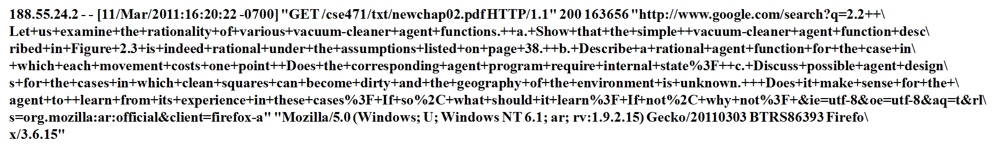 188.55.24.2 - - [11/Mar/2011:16:20:22 -0700] "GET /cse471/txt/newchap02.pdf HTTP/1.1" 200 163656 "http://www.google.com/search?q=2.2++\
Let+us+examine+the+rationality+of+various+vacuum-cleaner+agent+functions.++a.+Show+that+the+simple++vacuum-cleaner+agent+function+desc\
ribed+in+Figure+2.3+is+indeed+rational+under+the+assumptions+listed+on+page+38.++b.+Describe+a+rational+agent+function+for+the+case+in\
+which+each+movement+costs+one+point++Does+the+corresponding+agent+program+require+internal+state%3F++c.+Discuss+possible+agent+design\
s+for+the+cases+in+which+clean+squares+can+become+dirty+and+the+geography+of+the+environment+is+unknown.+++Does+it+make+sense+for+the+\
agent+to++learn+from+its+experience+in+these+cases%3F+If+so%2C+what+should+it+learn%3F+If+not%2C+why+not%3F+&ie=utf-8&oe=utf-8&aq=t&rl\
s=org.mozilla:ar:official&client=firefox-a" "Mozilla/5.0 (Windows; U; Windows NT 6.1; ar; rv:1.9.2.15) Gecko/20110303 BTRS86393 Firefo\
x/3.6.15"